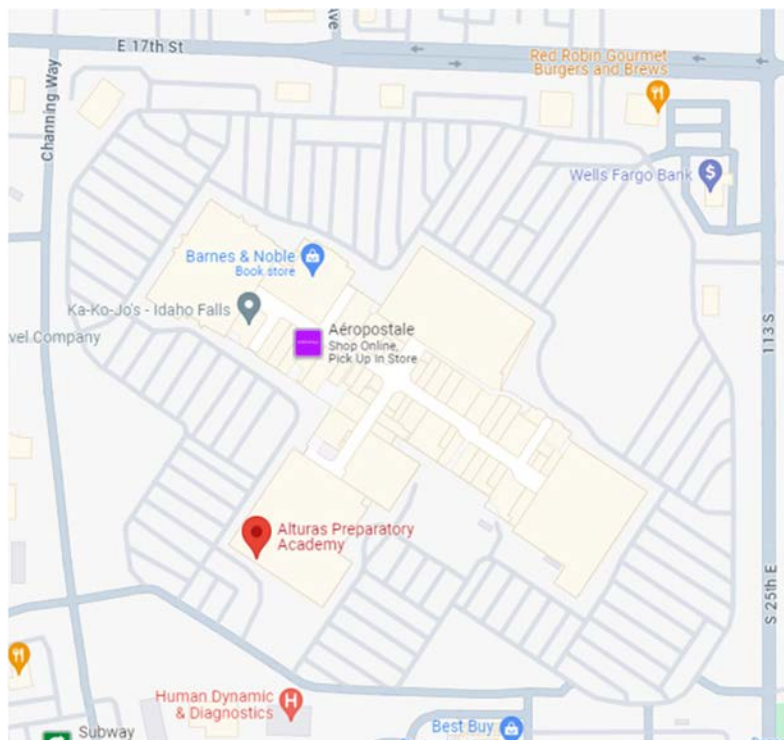 E 17th St
Ave
Red Robin Gourmet
Burgers and Brews
Channing Way
Wells Fargo Bank
$
Barnes & Noble
Book store
Ka-Ko-Jo's - Idaho Falls
Aéropostale
Shop Online,
Pick Up In Store
vel Company
113 S
Alturas Preparatory
Academy
S 25th E
Human Dynamic
& Diagnostics
H
Best Buy
Subway